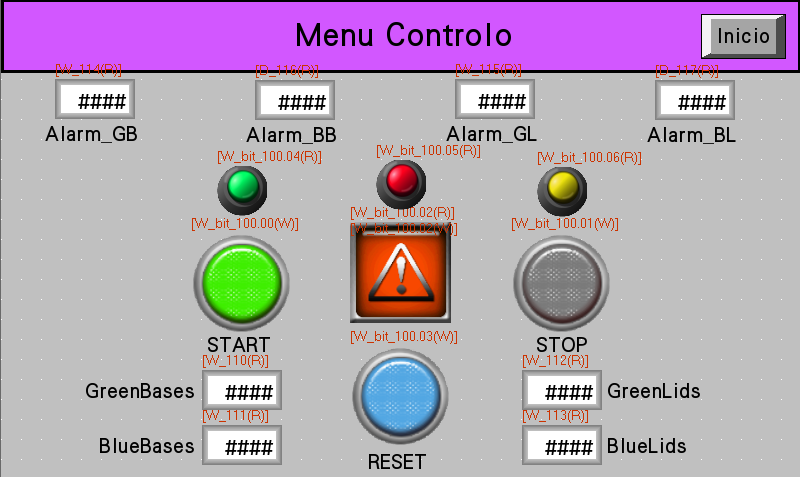 Menu Controlo
Inicio
[W_114(R)]
[D_116(R)]
[W_115(R)]
[D_117(R)]
####
####
####
####
Alarm_GB
Alarm_BB
Alarm_GL
Alarm_BL
[W_bit_100.04(R)]
[W_bit_100.05(R)]
[W_bit_100.06(R)]
[W_bit_100.00(W)]
[W_bit_100.02(R)]
[W_bit_100.02(W)]
[W_bit_100.01(W)]
START
[W_bit_100.03(W)]
STOP
[W_110(R)]
[W_112(R)]
GreenBases
####
####
GreenLids
[W_111(R)]
[W_113(R)]
BlueBases
####
####
BlueLids
RESET